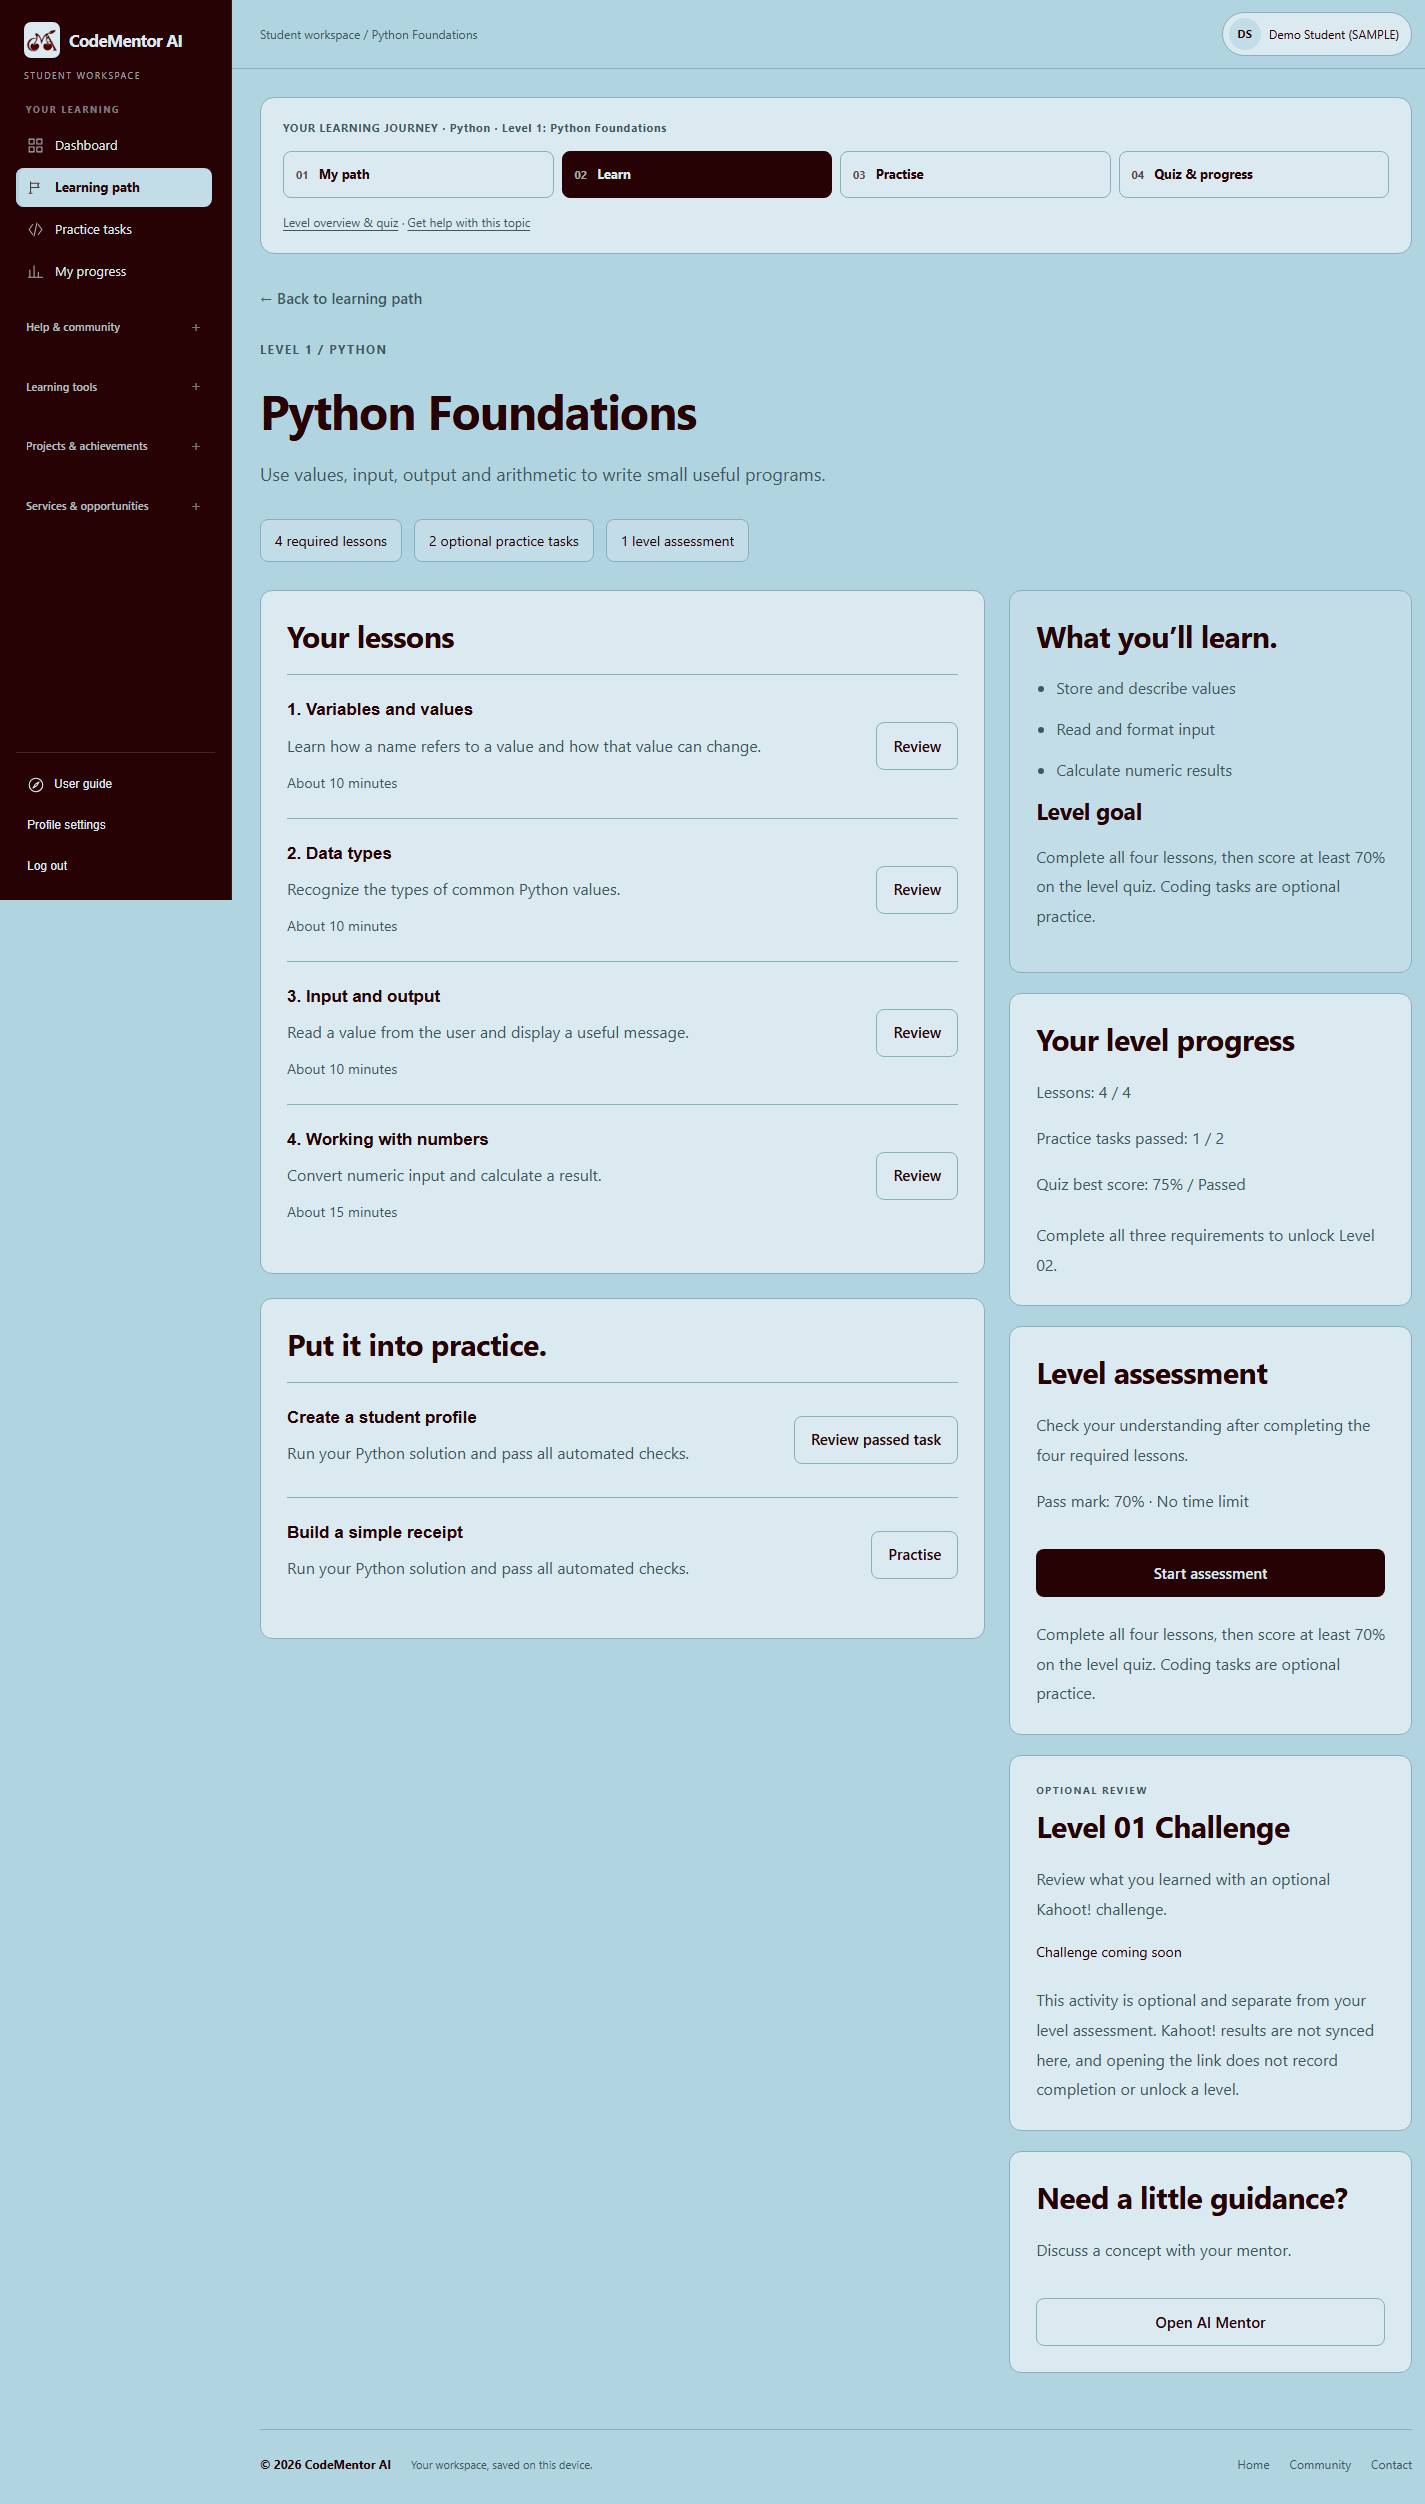 CodeMentor AI
STUDENT WORKSPACE
YOUR LEARNING
Dashboard
Learning path
Practice tasks
My progress
Help & community +
Learning tools +
Projects & achievements +
Services & opportunities +
User guide
Profile settings
Log out
Student workspace / Python Foundations
DS Demo Student (SAMPLE)
YOUR LEARNING JOURNEY · Python · Level 1: Python Foundations
01 My path
02 Learn
03 Practise
04 Quiz & progress
Level overview & quiz · Get help with this topic
← Back to learning path
LEVEL 1 / PYTHON
Python Foundations
Use values, input, output and arithmetic to write small useful programs.
4 required lessons
2 optional practice tasks
1 level assessment
Your lessons
1. Variables and values
Learn how a name refers to a value and how that value can change.
About 10 minutes
Review
2. Data types
Recognize the types of common Python values.
About 10 minutes
Review
3. Input and output
Read a value from the user and display a useful message.
About 10 minutes
Review
4. Working with numbers
Convert numeric input and calculate a result.
About 15 minutes
Review
Put it into practice.
Create a student profile
Run your Python solution and pass all automated checks.
Review passed task
Build a simple receipt
Run your Python solution and pass all automated checks.
Practise
What you’ll learn.
• Store and describe values
• Read and format input
• Calculate numeric results
Level goal
Complete all four lessons, then score at least 70%
on the level quiz. Coding tasks are optional
practice.
Your level progress
Lessons: 4 / 4
Practice tasks passed: 1 / 2
Quiz best score: 75% / Passed
Complete all three requirements to unlock Level
02.
Level assessment
Check your understanding after completing the
four required lessons.
Pass mark: 70% · No time limit
Start assessment
Complete all four lessons, then score at least 70%
on the level quiz. Coding tasks are optional
practice.
OPTIONAL REVIEW
Level 01 Challenge
Review what you learned with an optional
Kahoot! challenge.
Challenge coming soon
This activity is optional and separate from your
level assessment. Kahoot! results are not synced
here, and opening the link does not record
completion or unlock a level.
Need a little guidance?
Discuss a concept with your mentor.
Open AI Mentor
© 2026 CodeMentor AI
Your workspace, saved on this device.
Home
Community
Contact